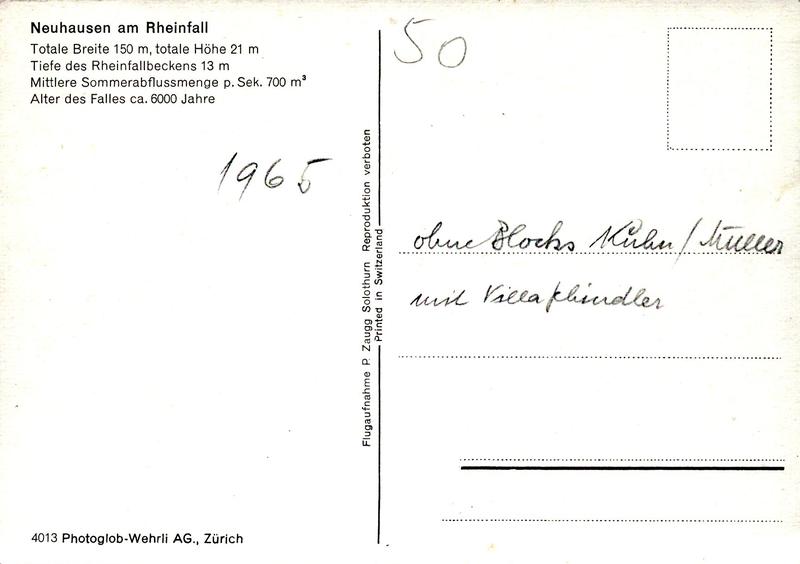 Neuhausen am Rheinfall
Totale Breite 150 m, totale Höhe 21 m
Tiefe des Rheinfallbeckens 13 m
Mittlere Sommerabflussmenge p. Sek. 700 m³
Alter des Falles ca. 6000 Jahre
1965
4013 Photoglob-Wehrli AG., Zürich
Flugaufnahme P. Zaugg Solothurn Reproduktion verboten
Printed in Switzerland
50
ohne Blocks Kuhn / Müller
mit Villa Schindler